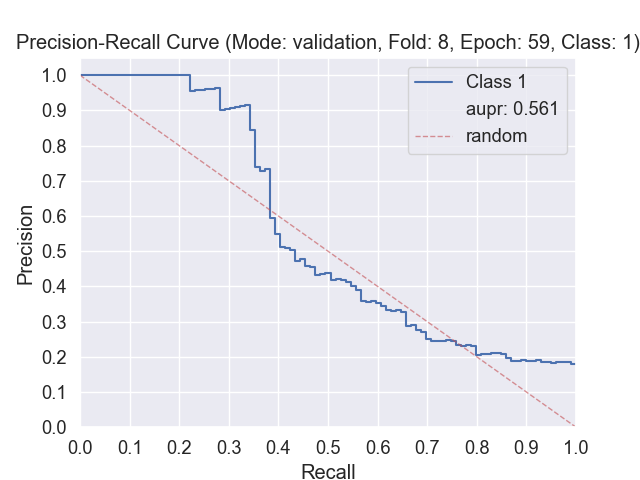 Precision-Recall Curve (Mode: validation, Fold: 8, Epoch: 59, Class: 1)
Class 1
aupr: 0.561
random
1.0
0.9
0.8
0.7
0.6
0.5
0.4
0.3
0.2
0.1
0.0
Precision
0.0 0.1 0.2 0.3 0.4 0.5 0.6 0.7 0.8 0.9 1.0
Recall